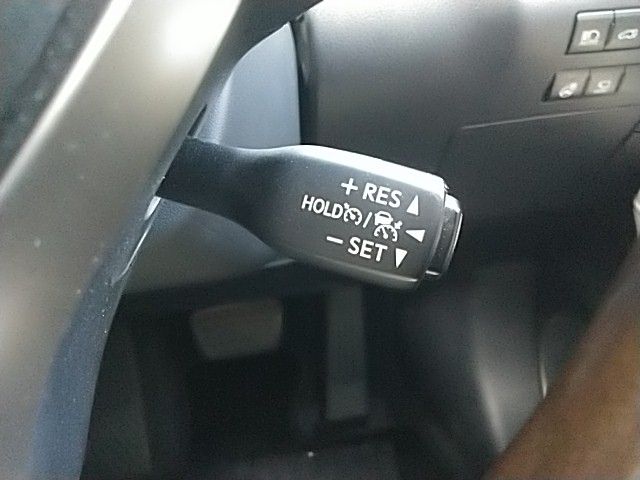 + RES
HOLD /
− SET